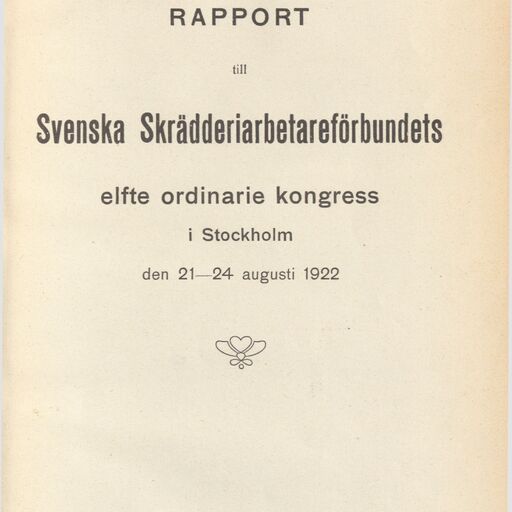 RAPPORT
till
Svenska Skrädderiarbetareförbundets
elfte ordinarie kongress
i Stockholm
den 21—24 augusti 1922